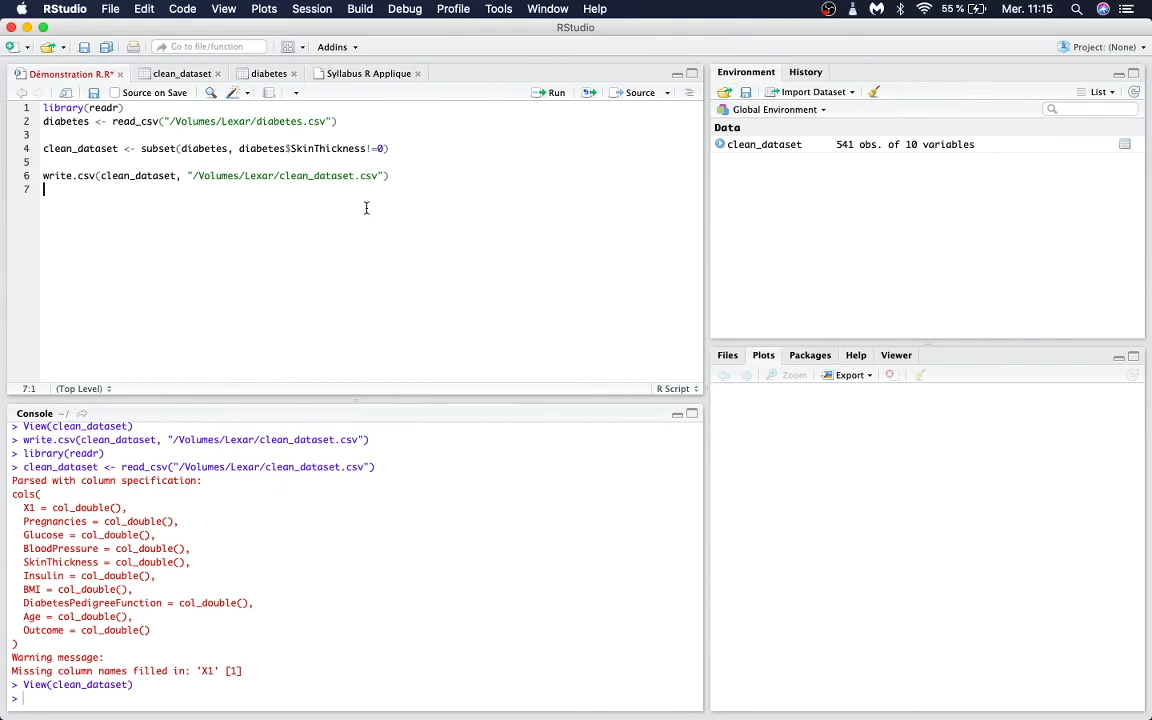 RStudio File Edit Code View Plots Session Build Debug Profile Tools Window Help 55 % Mer. 11:15
RStudio
Go to file/function Addins Project: (None)
Démonstration R.R* clean_dataset diabetes Syllabus R Applique
Source on Save Run Source
1 library(readr)
2 diabetes <- read_csv("/Volumes/Lexar/diabetes.csv")
3
4 clean_dataset <- subset(diabetes, diabetes$SkinThickness!=0)
5
6 write.csv(clean_dataset, "/Volumes/Lexar/clean_dataset.csv")
7
7:1 (Top Level) R Script
Console ~/
> View(clean_dataset)
> write.csv(clean_dataset, "/Volumes/Lexar/clean_dataset.csv")
> library(readr)
> clean_dataset <- read_csv("/Volumes/Lexar/clean_dataset.csv")
Parsed with column specification:
cols(
X1 = col_double(),
Pregnancies = col_double(),
Glucose = col_double(),
BloodPressure = col_double(),
SkinThickness = col_double(),
Insulin = col_double(),
BMI = col_double(),
DiabetesPedigreeFunction = col_double(),
Age = col_double(),
Outcome = col_double()
)
Warning message:
Missing column names filled in: 'X1' [1]
> View(clean_dataset)
>
Environment History
Import Dataset List
Global Environment
Data
clean_dataset 541 obs. of 10 variables
Files Plots Packages Help Viewer
Zoom Export